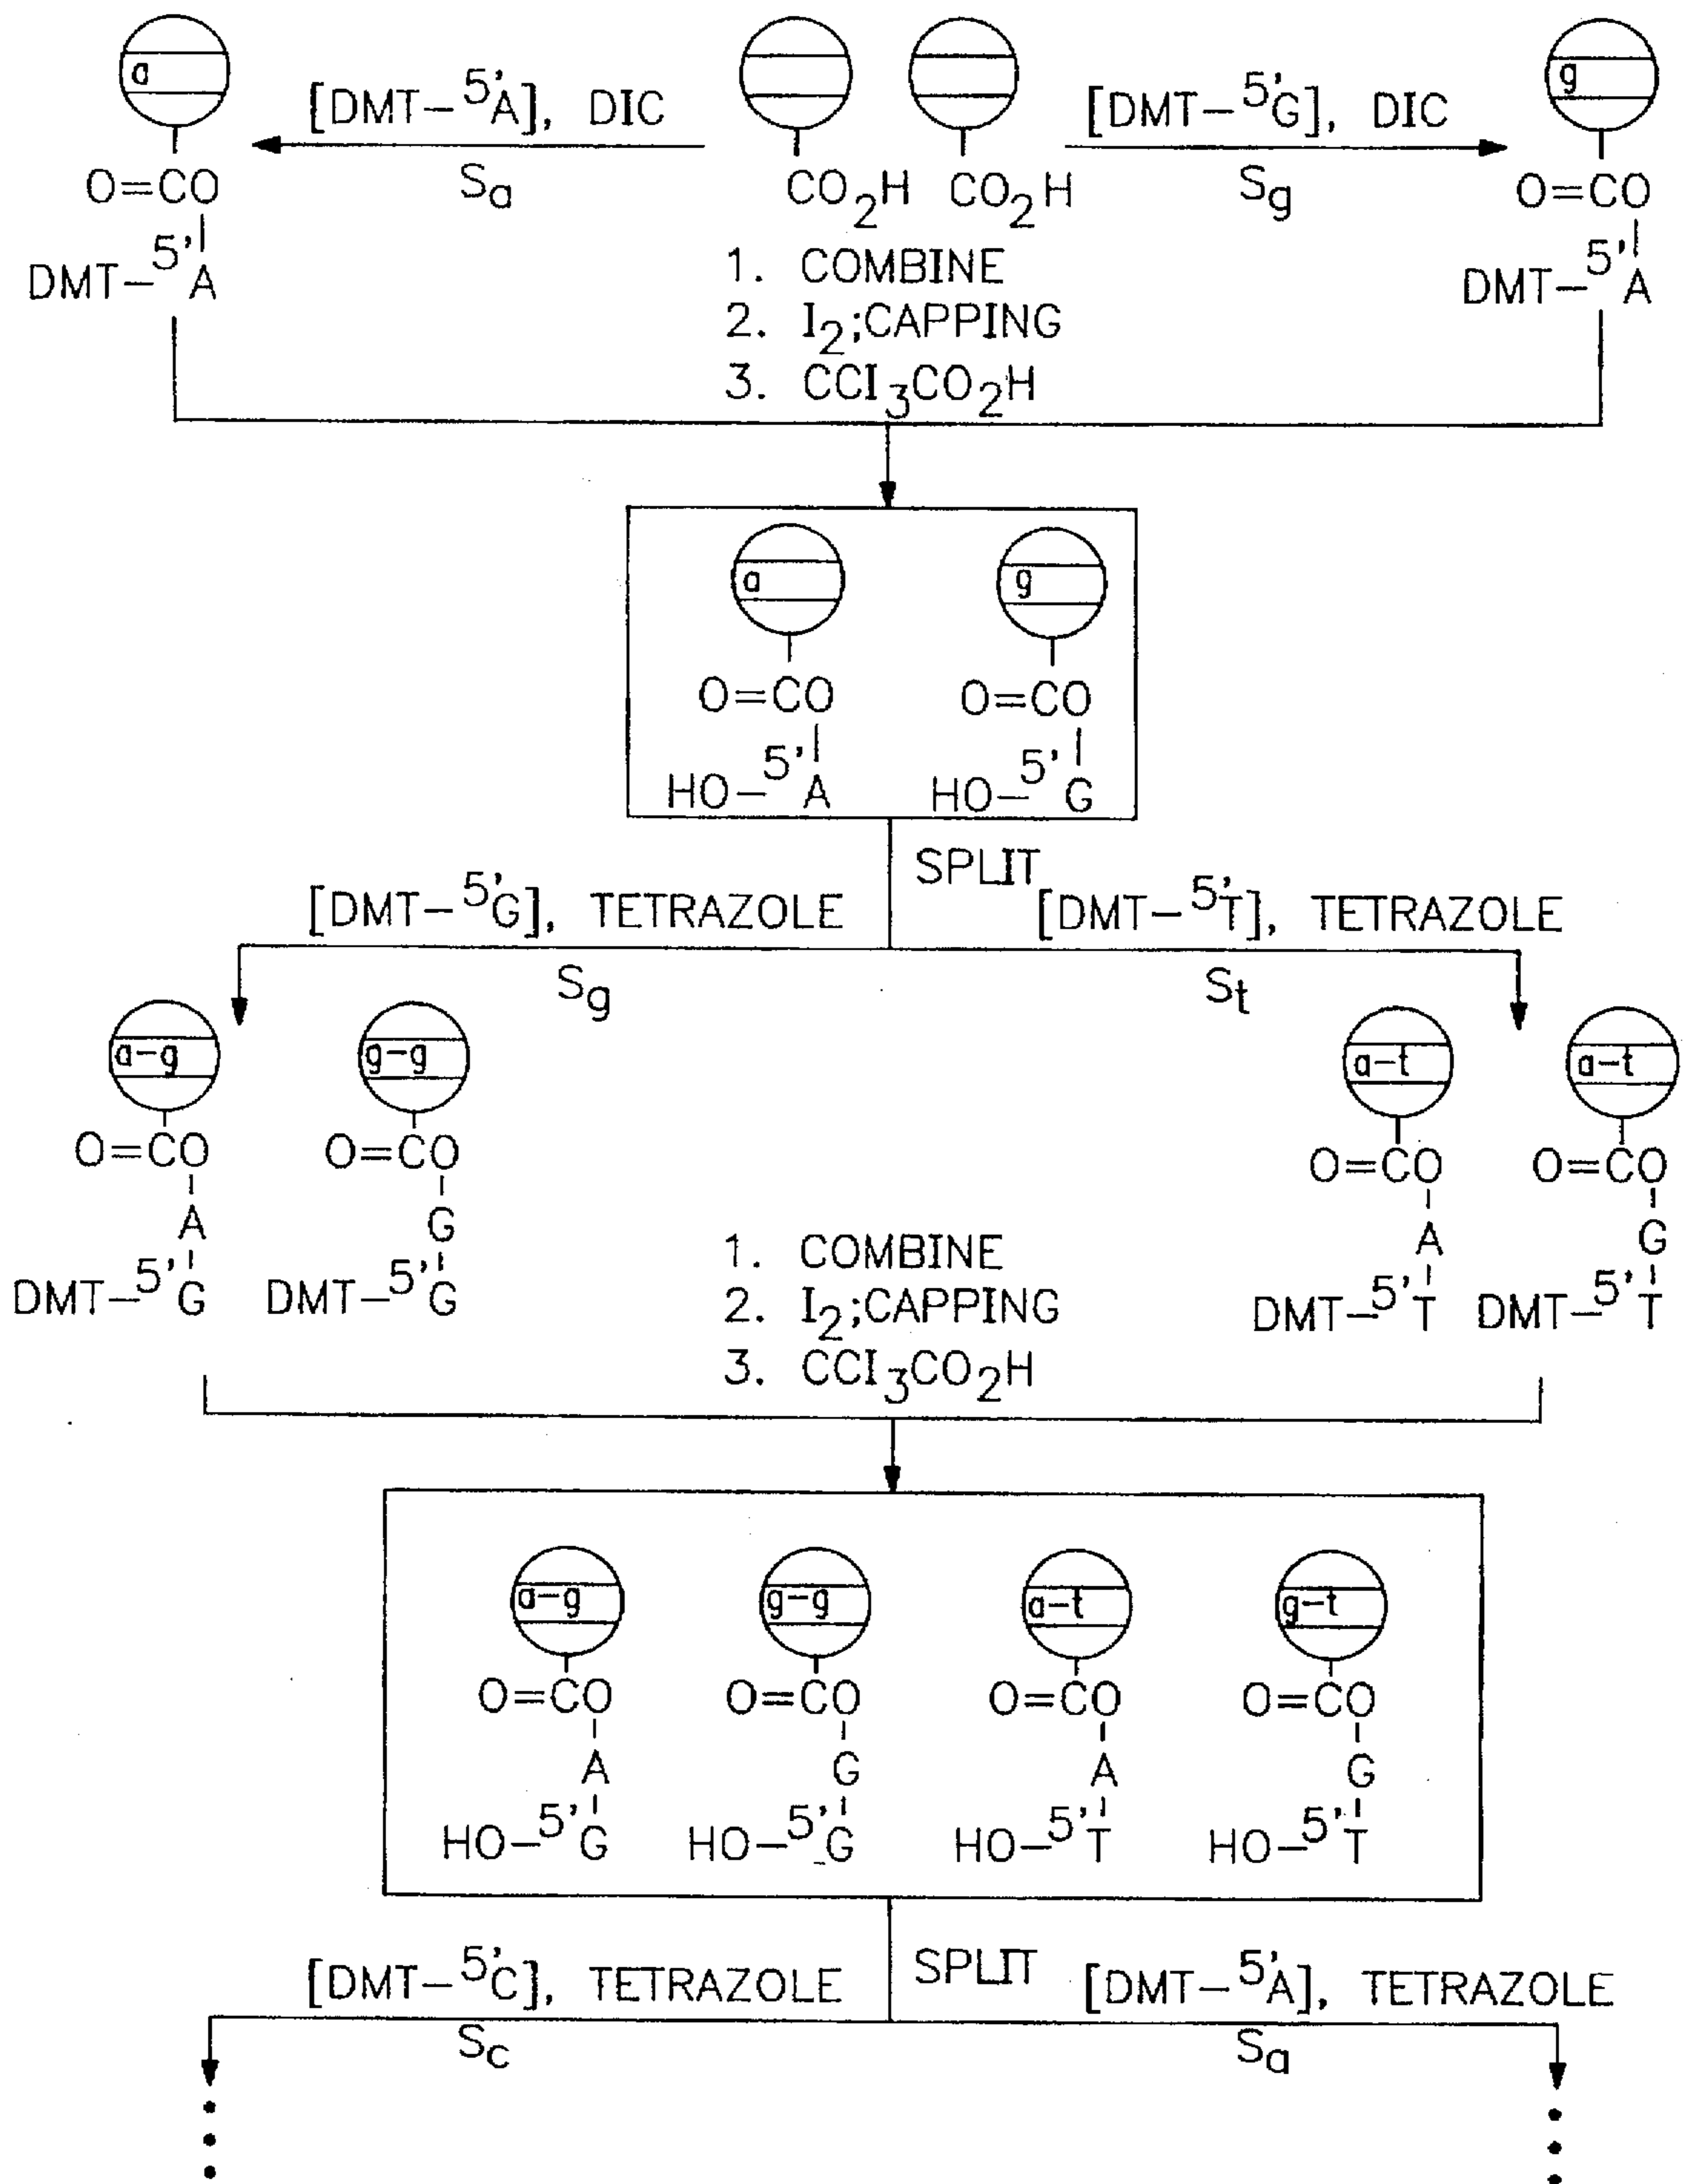 a
g
[DMT-5'A], DIC
[DMT-5'G], DIC
Sa
Sg
O=CO
CO2H CO2H
O=CO
DMT-5'A
DMT-5'A
1. COMBINE
2. I2;CAPPING
3. CCI3CO2H
a
g
O=CO
O=CO
HO-5'A
HO-5'G
SPLIT
[DMT-5'G], TETRAZOLE
[DMT-5'T], TETRAZOLE
Sg
St
a-g
g-g
a-t
a-t
O=CO
O=CO
O=CO
O=CO
A
G
A
G
DMT-5'G
DMT-5'G
DMT-5'T
DMT-5'T
1. COMBINE
2. I2;CAPPING
3. CCI3CO2H
a-g
g-g
a-t
g-t
O=CO
O=CO
O=CO
O=CO
A
G
A
G
HO-5'G
HO-5'G
HO-5'T
HO-5'T
SPLIT
[DMT-5'C], TETRAZOLE
[DMT-5'A], TETRAZOLE
Sc
Sa